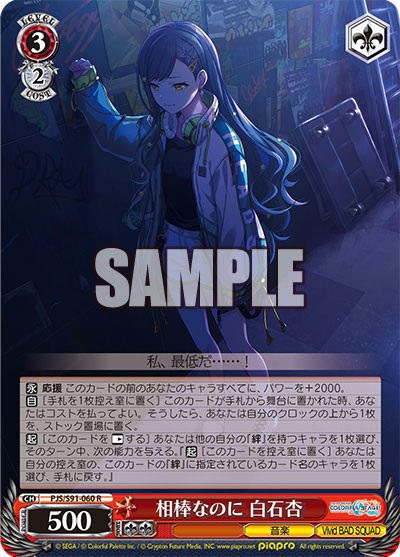 LEVEL
3
2
COST
SAMPLE
私、最低だ……！
永 応援 このカードの前のあなたのキャラすべてに、パワーを＋2000。
自 ［手札を1枚控え室に置く］ このカードが手札から舞台に置かれた時、あな
たはコストを払ってよい。そうしたら、あなたは自分のクロックの上から1枚
を、ストック置場に置く。
起 ［このカードを する］ あなたは他の自分の「絆」を持つキャラを1枚選び、
そのターン中、次の能力を与える。『起 ［このカードを控え室に置く］ あなた
は自分の控え室の、このカードの「絆」に指定されているカード名のキャラを
1枚選び、手札に戻す。』
CH PJS/S91-060 R
POWER 500
相棒なのに 白石杏
COLORFUL STAGE!
音楽
Vivid BAD SQUAD
© SEGA / © Colorful Palette Inc. / © Crypton Future Media, INC. www.piapro.net piapro All rights reserved.